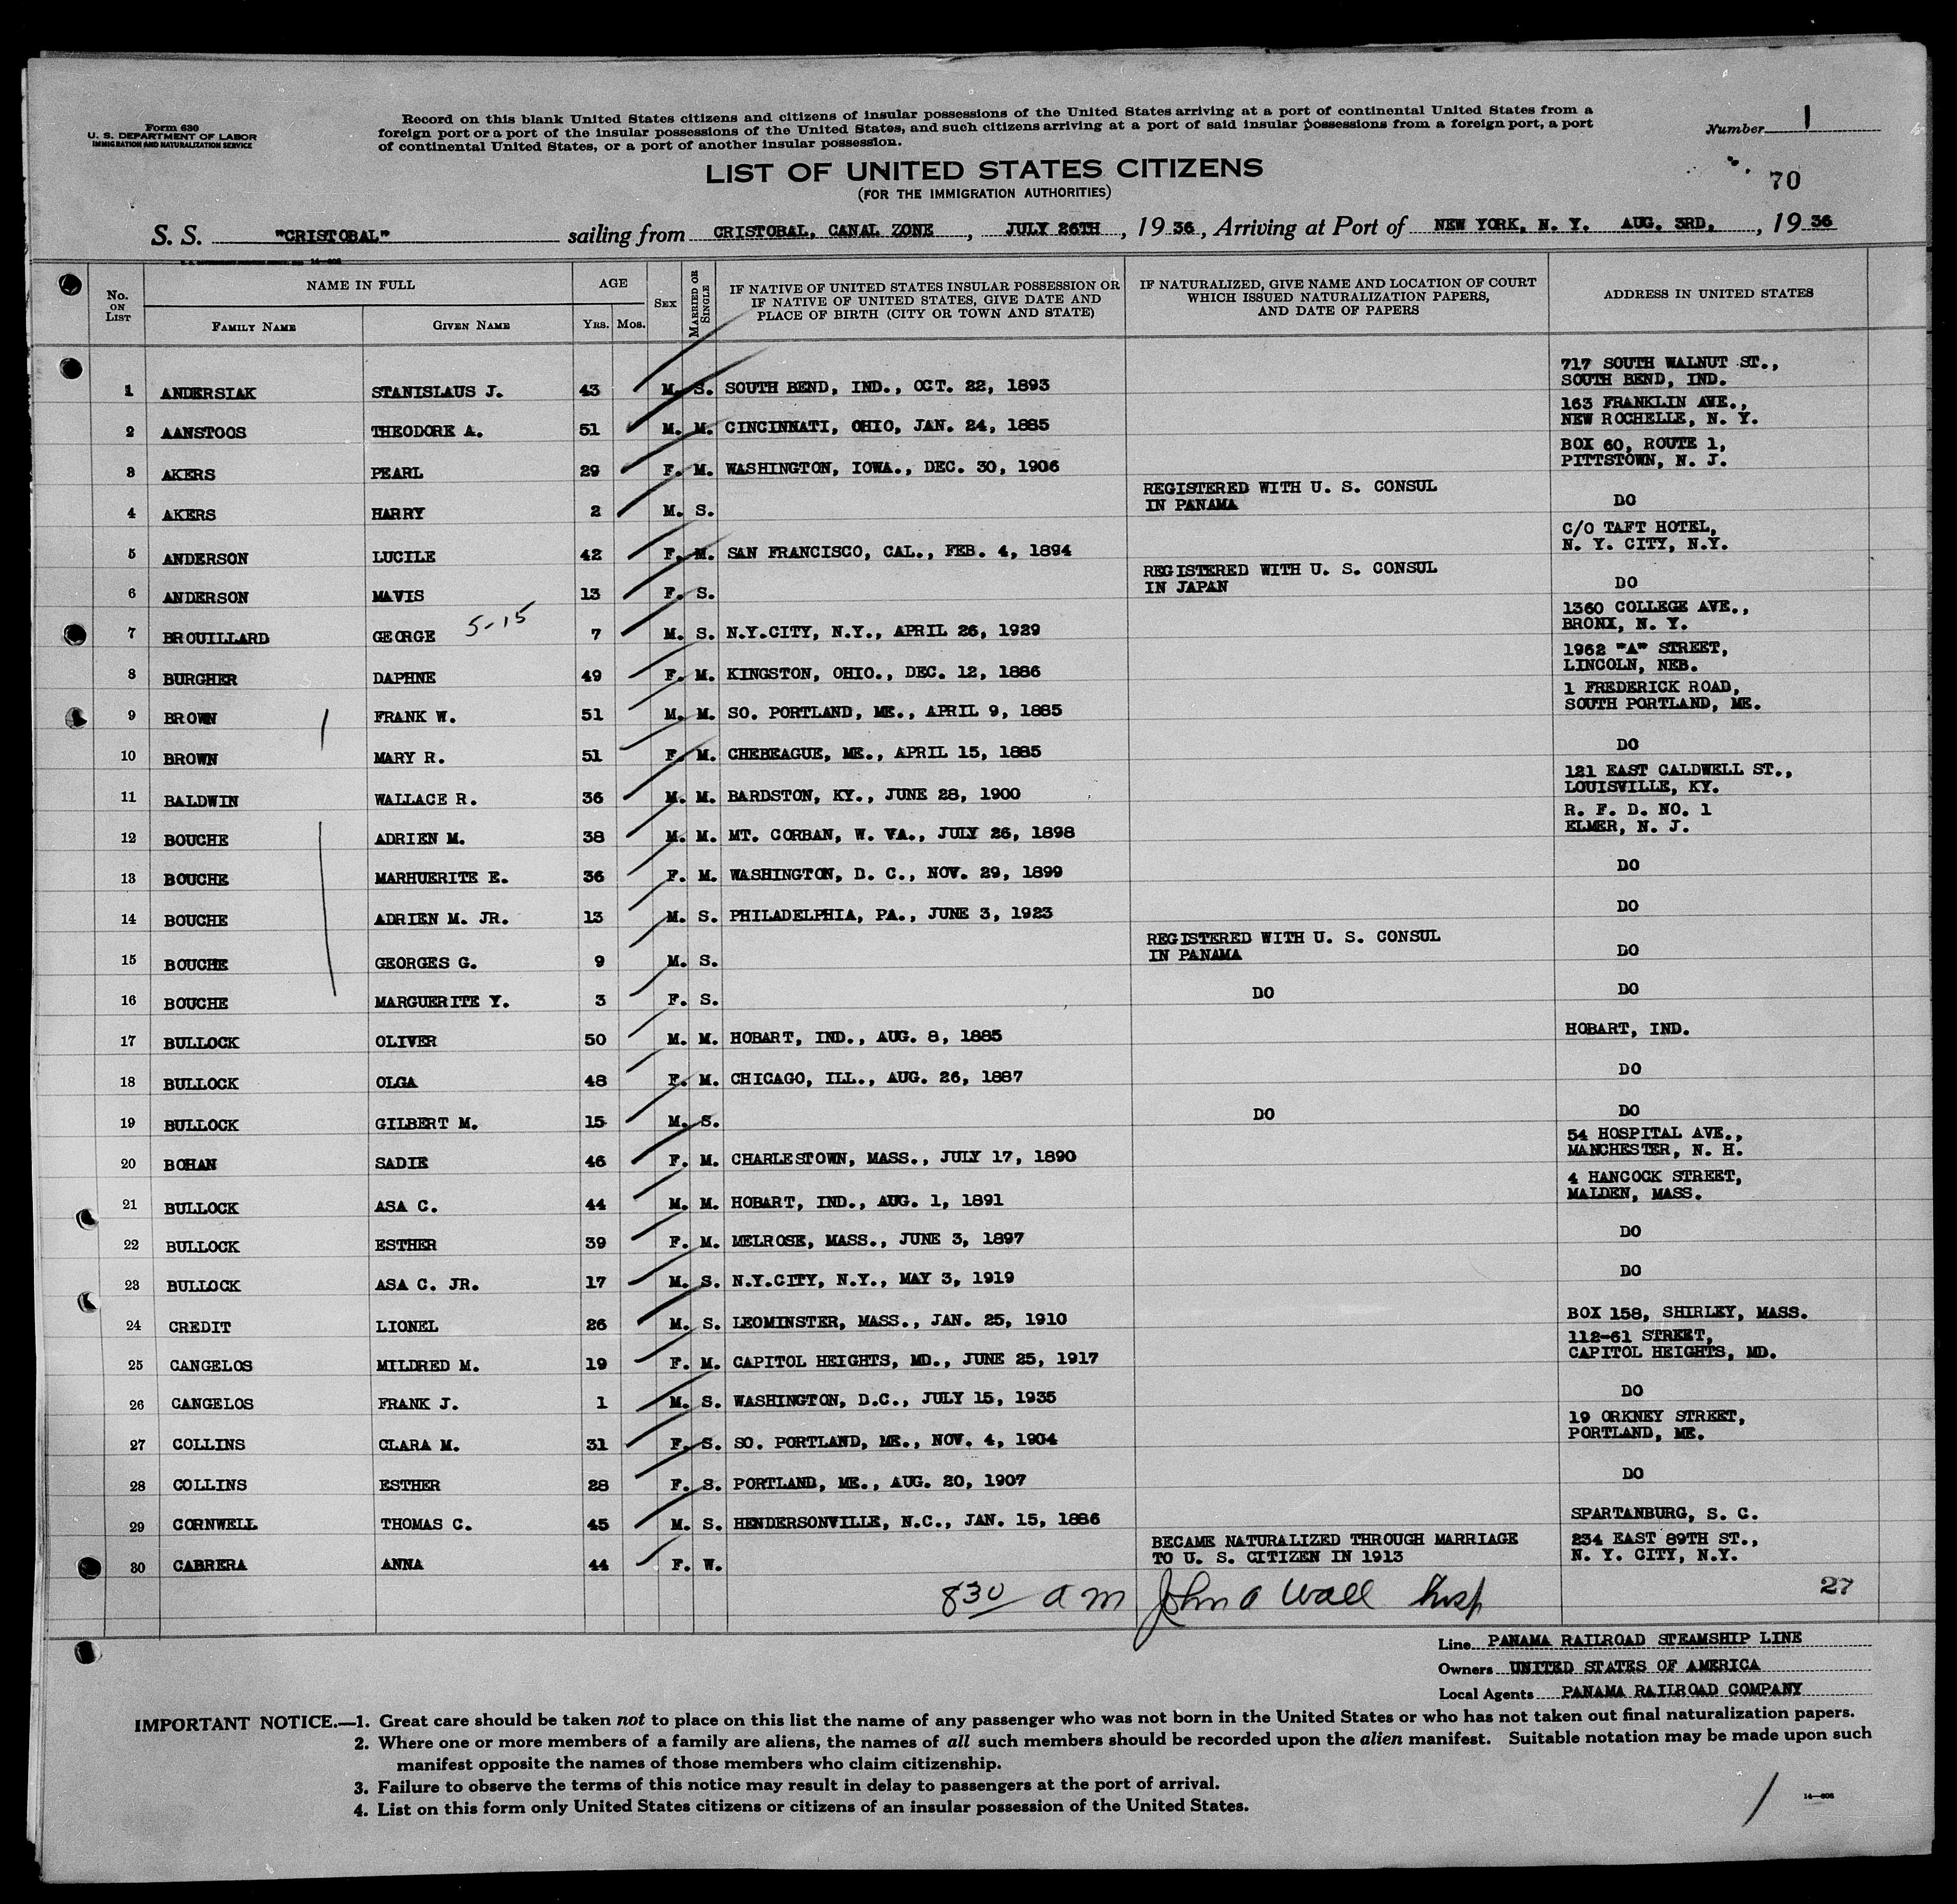 Form 630
U. S. DEPARTMENT OF LABOR
IMMIGRATION AND NATURALIZATION SERVICE
Record on this blank United States citizens and citizens of insular possessions of the United States arriving at a port of continental United States from a
foreign port or a port of the insular possessions of the United States, and such citizens arriving at a port of said insular possessions from a foreign port, a port
of continental United States, or a port of another insular possession.
Number 1
LIST OF UNITED STATES CITIZENS
(FOR THE IMMIGRATION AUTHORITIES)
70
S. S. "CRISTOBAL" sailing from CRISTOBAL, CANAL ZONE, JULY 26TH, 1936, Arriving at Port of NEW YORK, N. Y. AUG. 3RD, 1936
No. ON LIST
NAME IN FULL
FAMILY NAME
GIVEN NAME
AGE
YRS. MOS.
SEX
MARRIED OR SINGLE
IF NATIVE OF UNITED STATES INSULAR POSSESSION OR
IF NATIVE OF UNITED STATES, GIVE DATE AND
PLACE OF BIRTH (CITY OR TOWN AND STATE)
IF NATURALIZED, GIVE NAME AND LOCATION OF COURT
WHICH ISSUED NATURALIZATION PAPERS,
AND DATE OF PAPERS
ADDRESS IN UNITED STATES
1 ANDERSIAK STANISLAUS J. 43 M. S. SOUTH BEND, IND., OCT. 22, 1893 717 SOUTH WALNUT ST., SOUTH BEND, IND.
2 AANSTOOS THEODORE A. 51 M. M. CINCINNATI, OHIO, JAN. 24, 1885 163 FRANKLIN AVE., NEW ROCHELLE, N. Y.
3 AKERS PEARL 29 F. M. WASHINGTON, IOWA., DEC. 30, 1906 BOX 60, ROUTE 1, PITTSTOWN, N. J.
4 AKERS HARRY 2 M. S. REGISTERED WITH U. S. CONSUL IN PANAMA DO
5 ANDERSON LUCILE 42 F. M. SAN FRANCISCO, CAL., FEB. 4, 1894 C/O TAFT HOTEL, N. Y. CITY, N.Y.
6 ANDERSON MAVIS 13 F. S. REGISTERED WITH U. S. CONSUL IN JAPAN DO
7 BROUILLARD GEORGE 5-15 7 M. S. N.Y.CITY, N.Y., APRIL 26, 1929 1360 COLLEGE AVE., BRONX, N. Y.
8 BURGHER DAPHNE 49 F. M. KINGSTON, OHIO., DEC. 12, 1886 1962 "A" STREET, LINCOLN, NEB.
9 BROWN FRANK W. 51 M. M. SO. PORTLAND, ME., APRIL 9, 1885 1 FREDERICK ROAD, SOUTH PORTLAND, ME.
10 BROWN MARY R. 51 F. M. CHEBEAGUE, ME., APRIL 15, 1885 DO
11 BALDWIN WALLACE R. 36 M. M. BARDSTON, KY., JUNE 28, 1900 121 EAST CALDWELL ST., LOUISVILLE, KY.
12 BOUCHE ADRIEN M. 38 M. M. MT. CORBAN, W. VA., JULY 26, 1898 R. F. D. NO. 1 ELMER, N. J.
13 BOUCHE MARHUERITE E. 36 F. M. WASHINGTON, D. C., NOV. 29, 1899 DO
14 BOUCHE ADRIEN M. JR. 13 M. S. PHILADELPHIA, PA., JUNE 3, 1923 DO
15 BOUCHE GEORGES G. 9 M. S. REGISTERED WITH U. S. CONSUL IN PANAMA DO
16 BOUCHE MARGUERITE Y. 3 F. S. DO DO
17 BULLOCK OLIVER 50 M. M. HOBART, IND., AUG. 8, 1885 HOBART, IND.
18 BULLOCK OLGA 48 F. M. CHICAGO, ILL., AUG. 26, 1887 DO
19 BULLOCK GILBERT M. 15 M. S. DO DO
20 BOHAN SADIE 46 F. M. CHARLESTOWN, MASS., JULY 17, 1890 54 HOSPITAL AVE., MANCHESTER, N. H.
21 BULLOCK ASA C. 44 M. M. HOBART, IND., AUG. 1, 1891 4 HANCOCK STREET, MALDEN, MASS.
22 BULLOCK ESTHER 39 F. M. MELROSE, MASS., JUNE 3, 1897 DO
23 BULLOCK ASA C. JR. 17 M. S. N.Y.CITY, N.Y., MAY 3, 1919 DO
24 CREDIT LIONEL 26 M. S. LEOMINSTER, MASS., JAN. 25, 1910 BOX 158, SHIRLEY, MASS.
25 CANGELOS MILDRED M. 19 F. M. CAPITOL HEIGHTS, MD., JUNE 25, 1917 112-61 STREET, CAPITOL HEIGHTS, MD.
26 CANGELOS FRANK J. 1 M. S. WASHINGTON, D.C., JULY 15, 1935 DO
27 COLLINS CLARA M. 31 F. S. SO. PORTLAND, ME., NOV. 4, 1904 19 ORKNEY STREET, PORTLAND, ME.
28 COLLINS ESTHER 28 F. S. PORTLAND, ME., AUG. 20, 1907 DO
29 CORNWELL THOMAS C. 45 M. S. HENDERSONVILLE, N.C., JAN. 15, 1886 SPARTANBURG, S. C.
30 CABRERA ANNA 44 F. W. BECAME NATURALIZED THROUGH MARRIAGE TO U. S. CITIZEN IN 1913 234 EAST 89TH ST., N. Y. CITY, N.Y.
830 am John A Wall Insp
27
Line PANAMA RAILROAD STEAMSHIP LINE
Owners UNITED STATES OF AMERICA
Local Agents PANAMA RAILROAD COMPANY
IMPORTANT NOTICE.—1. Great care should be taken not to place on this list the name of any passenger who was not born in the United States or who has not taken out final naturalization papers.
2. Where one or more members of a family are aliens, the names of all such members should be recorded upon the alien manifest. Suitable notation may be made upon such
manifest opposite the names of those members who claim citizenship.
3. Failure to observe the terms of this notice may result in delay to passengers at the port of arrival.
4. List on this form only United States citizens or citizens of an insular possession of the United States.
14—808